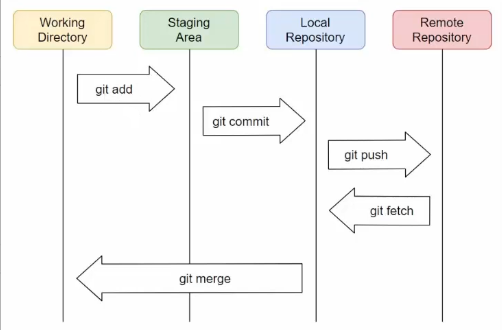 Working
Directory
Staging
Area
Local
Repository
Remote
Repository
git add
git commit
git push
git fetch
git merge